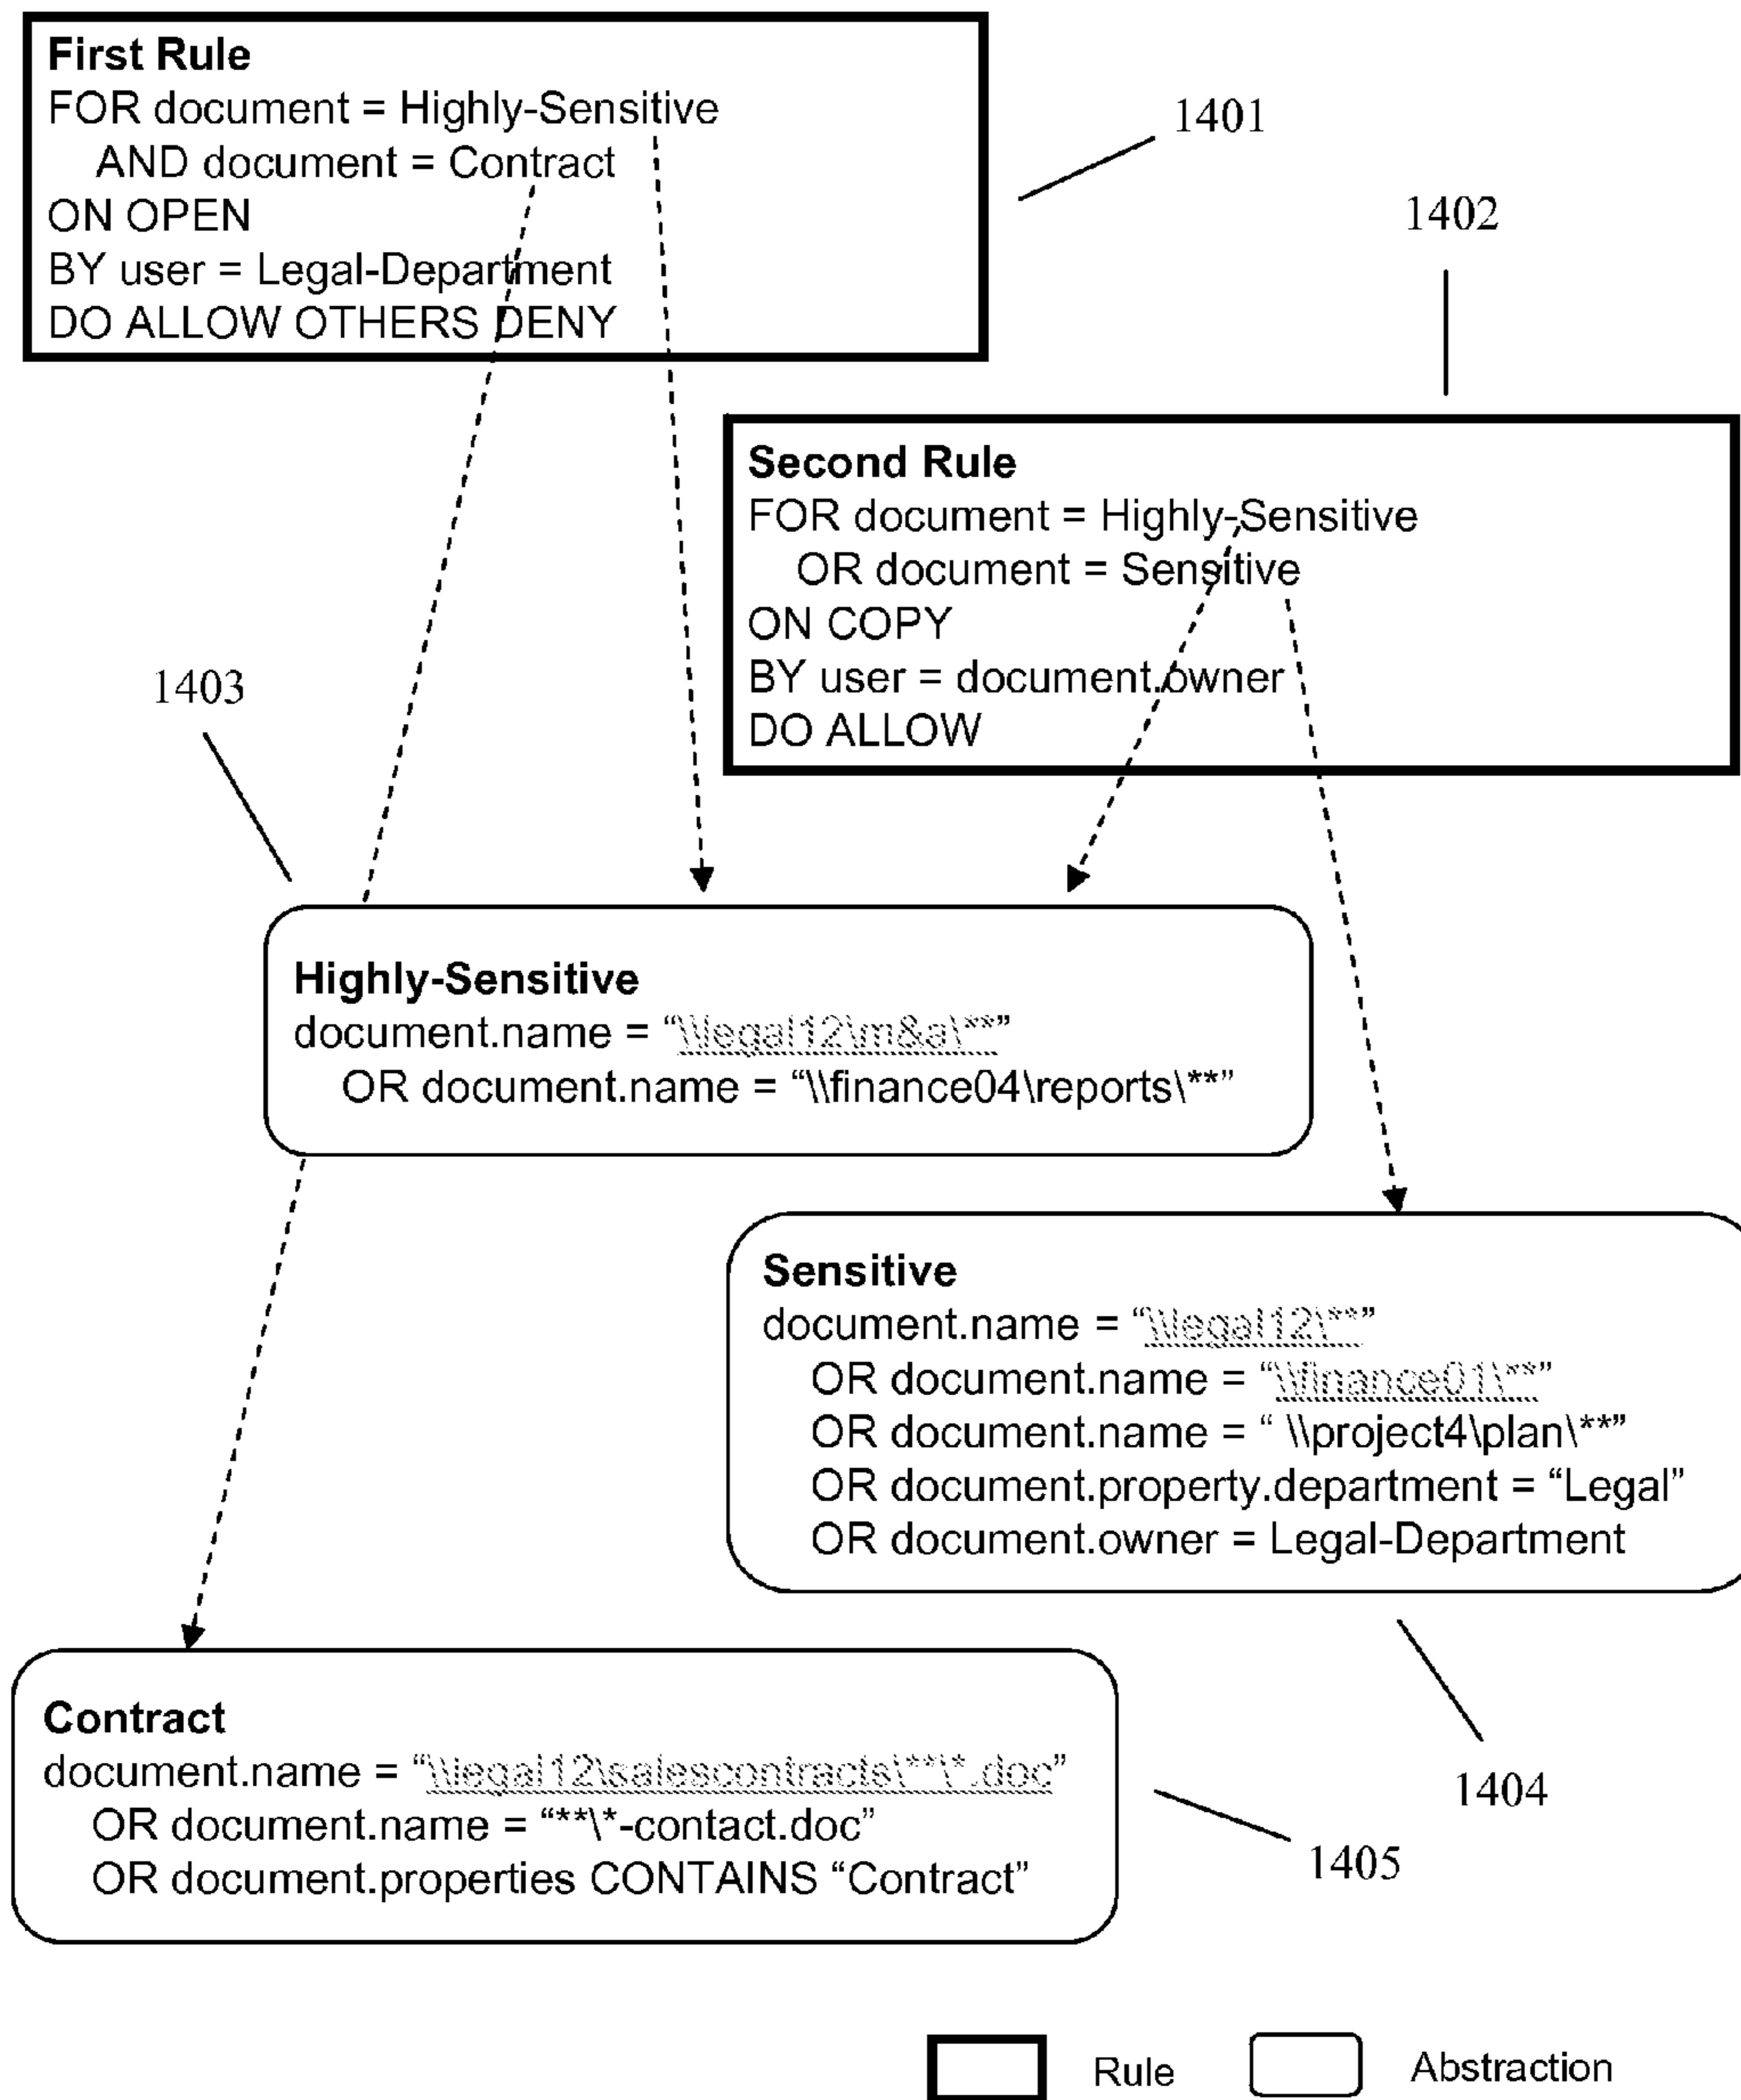 First Rule
FOR document = Highly-Sensitive
AND document = Contract
ON OPEN
BY user = Legal-Department
DO ALLOW OTHERS DENY
1401
1402
Second Rule
FOR document = Highly-Sensitive
OR document = Sensitive
ON COPY
BY user = document.owner
DO ALLOW
1403
Highly-Sensitive
document.name = “\\legal12\m&a\**”
OR document.name = “\\finance04\reports\**”
Sensitive
document.name = “\\legal12\**”
OR document.name = “\\finance01\**”
OR document.name = “ \\project4\plan\**”
OR document.property.department = “Legal”
OR document.owner = Legal-Department
1404
Contract
document.name = “\\legal12\salescontracts\**\*.doc”
OR document.name = “**\*-contact.doc”
OR document.properties CONTAINS “Contract”
1405
Rule
Abstraction